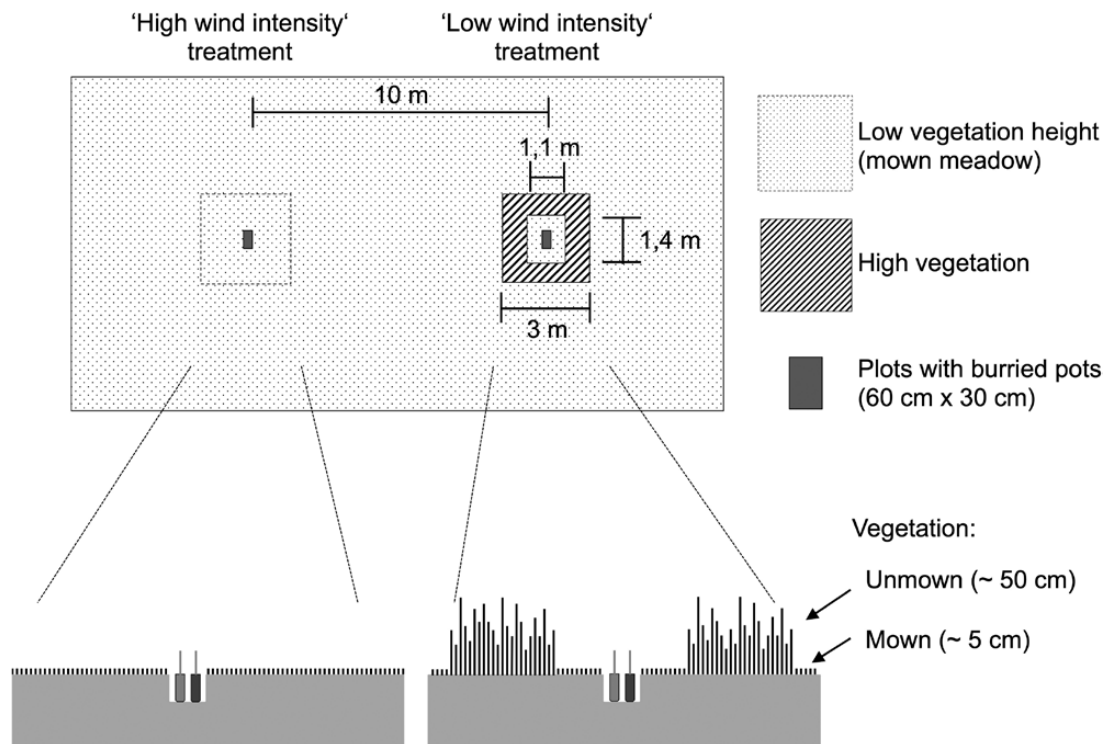 ‘High wind intensity‘
treatment
‘Low wind intensity‘
treatment
10 m
1,1 m
1,4 m
3 m
Low vegetation height
(mown meadow)
High vegetation
Plots with burried pots
(60 cm x 30 cm)
Vegetation:
Unmown (~ 50 cm)
Mown (~ 5 cm)